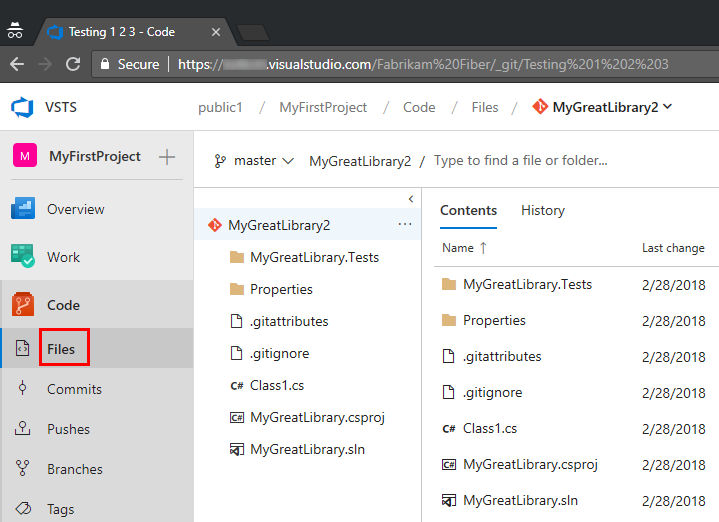 Testing 1 2 3 - Code
Secure https://.visualstudio.com/Fabrikam%20Fiber/_git/Testing%201%202%203
VSTS
public1 / MyFirstProject / Code / Files / MyGreatLibrary2
M MyFirstProject
master MyGreatLibrary2 / Type to find a file or folder...
Overview
Work
Code
Files
Commits
Pushes
Branches
Tags
MyGreatLibrary2 ...
MyGreatLibrary.Tests
Properties
.gitattributes
.gitignore
C# Class1.cs
C# MyGreatLibrary.csproj
MyGreatLibrary.sln
Contents History
Name ↑ Last change
MyGreatLibrary.Tests 2/28/2018
Properties 2/28/2018
.gitattributes 2/28/2018
.gitignore 2/28/2018
C# Class1.cs 2/28/2018
C# MyGreatLibrary.csproj 2/28/2018
MyGreatLibrary.sln 2/28/2018